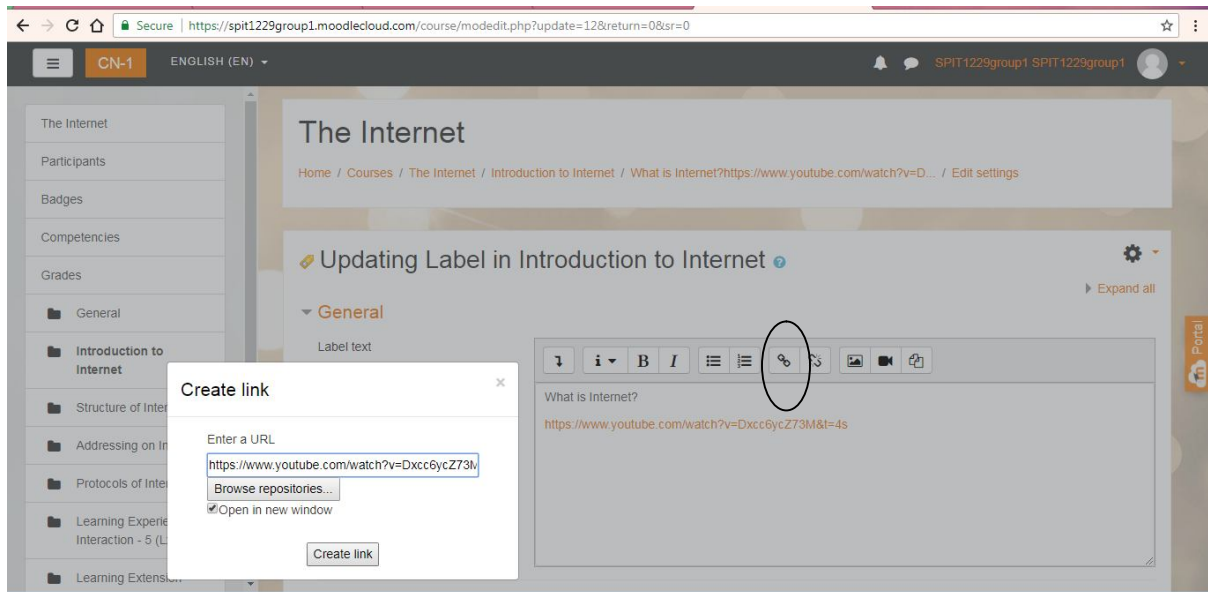 Secure | https://spit1229group1.moodlecloud.com/course/modedit.php?update=12&return=0&sr=0
CN-1 ENGLISH (EN) SPIT1229group1 SPIT1229group1
The Internet
Participants
Badges
Competencies
Grades
General
Introduction to
Internet
Structure of Inter
Addressing on In
Protocols of Inte
Learning Experie
Interaction - 5 (L
Learning Extension
The Internet
Home / Courses / The Internet / Introduction to Internet / What is Internet?https://www.youtube.com/watch?v=D... / Edit settings
Updating Label in Introduction to Internet ?
Expand all
General
Label text
i B I
What is Internet?
https://www.youtube.com/watch?v=Dxcc6ycZ73M&t=4s
Create link ×
Enter a URL
https://www.youtube.com/watch?v=Dxcc6ycZ73M
Browse repositories...
Open in new window
Create link
m Portal